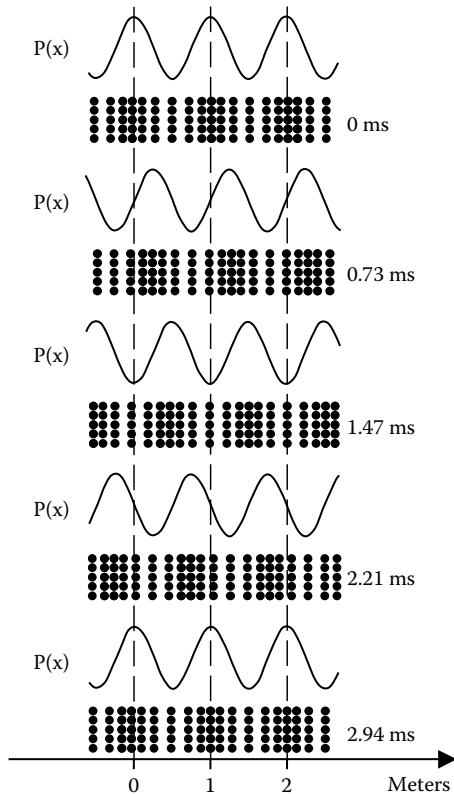 P(x)
0 ms
P(x)
0.73 ms
P(x)
1.47 ms
P(x)
2.21 ms
P(x)
2.94 ms
0 1 2 Meters